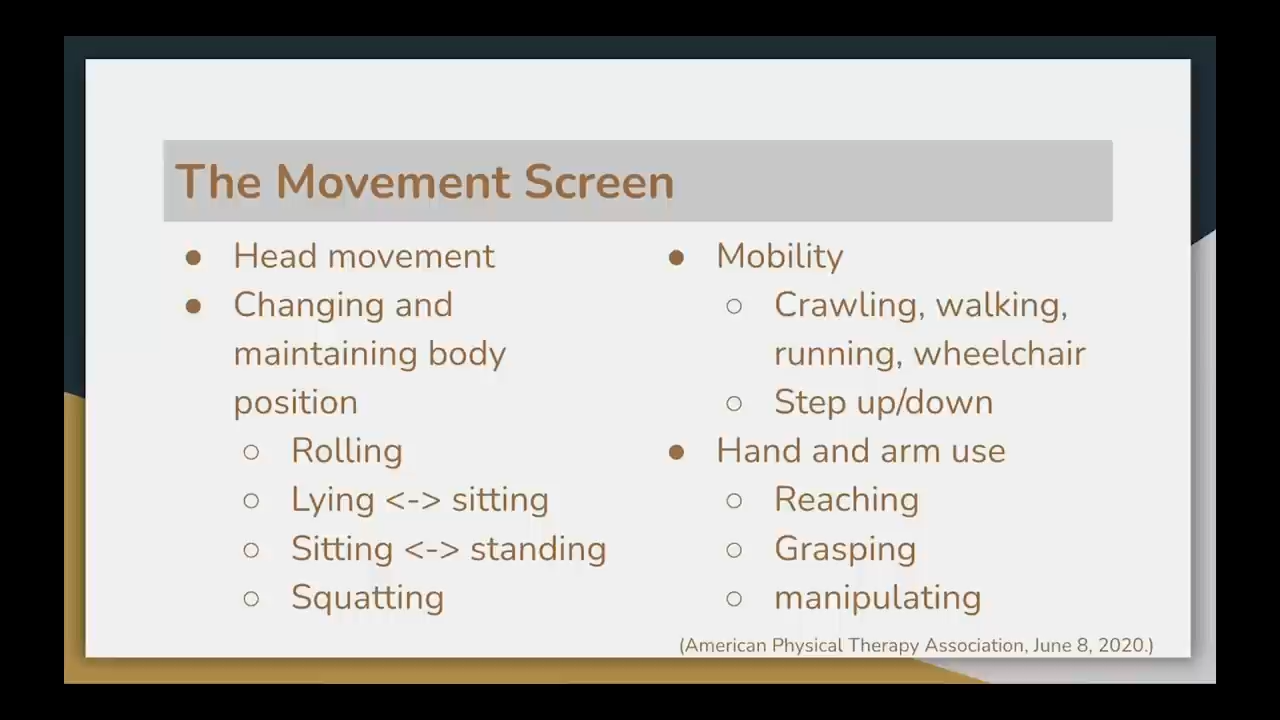 The Movement Screen
● Head movement
● Changing and
maintaining body
position
○ Rolling
○ Lying <-> sitting
○ Sitting <-> standing
○ Squatting
● Mobility
○ Crawling, walking,
running, wheelchair
○ Step up/down
● Hand and arm use
○ Reaching
○ Grasping
○ manipulating
(American Physical Therapy Association, June 8, 2020.)